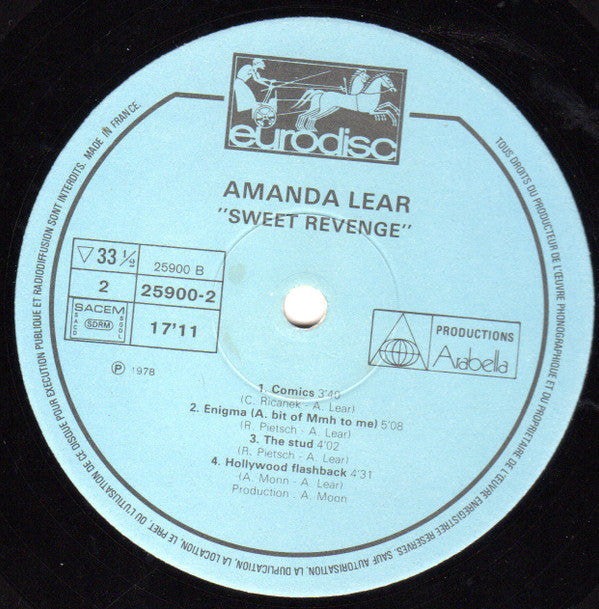 eurodisc
AMANDA LEAR
"SWEET REVENGE"
▽ 33 1/2
25900 B
2
25900-2
SACEM
SACD
SDRM
SGDL
17'11
PRODUCTIONS
Arabella
Ⓟ 1978
1. Comics 3'40
(C. Ricanek - A. Lear)
2. Enigma (A. bit of Mmh to me) 5'08
(R. Pietsch - A. Lear)
3. The stud 4'02
(R. Pietsch - A. Lear)
4. Hollywood flashback 4'31
(A. Monn - A. Lear)
Production : A. Moon
TOUS DROITS DU PRODUCTEUR DE L'ŒUVRE PHONOGRAPHIQUE ET DU PROPRIETAIRE DE L'ŒUVRE ENREGISTREE RESERVES. SAUF AUTORISATION, LA DUPLICATION, LA LOCATION, LE PRET, OU L'UTILISATION DE CE DISQUE POUR EXECUTION PUBLIQUE ET RADIODIFFUSION SONT INTERDITS. MADE IN FRANCE.